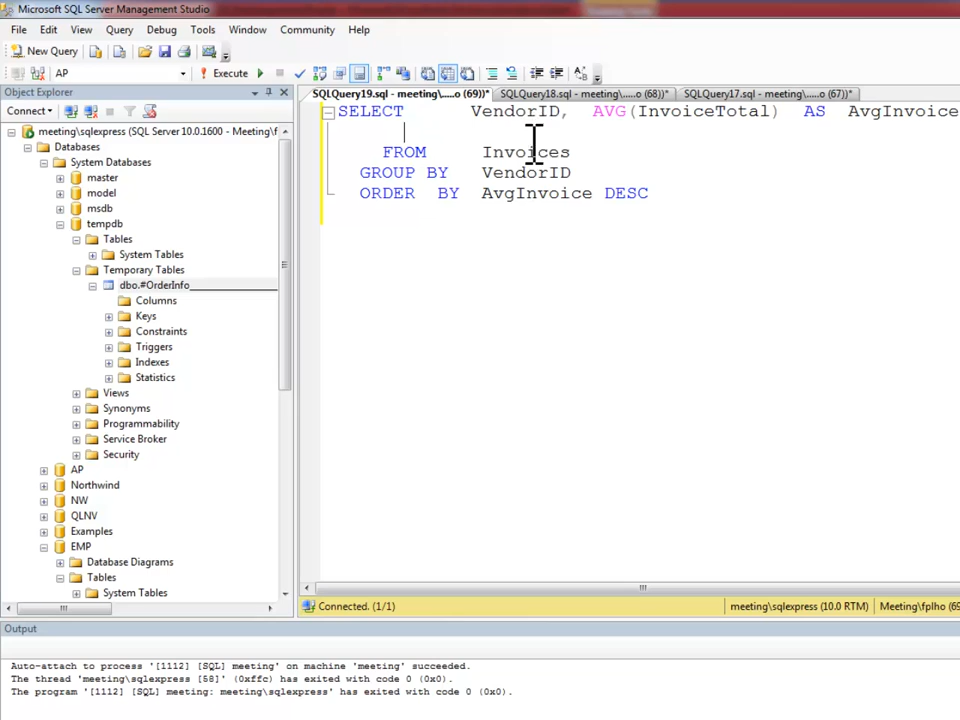 Microsoft SQL Server Management Studio
File Edit View Query Debug Tools Window Community Help
New Query
AP Execute
Object Explorer
SQLQuery19.sql - meeting\.....o (69))* SQLQuery18.sql - meeting\.....o (68))* SQLQuery17.sql - meeting\.....o (67))*
Connect
meeting\sqlexpress (SQL Server 10.0.1600 - Meeting\f
Databases
System Databases
master
model
msdb
tempdb
Tables
System Tables
Temporary Tables
dbo.#OrderInfo
Columns
Keys
Constraints
Triggers
Indexes
Statistics
Views
Synonyms
Programmability
Service Broker
Security
AP
Northwind
NW
QLNV
Examples
EMP
Database Diagrams
Tables
System Tables
SELECT VendorID, AVG(InvoiceTotal) AS AvgInvoice
FROM Invoices
GROUP BY VendorID
ORDER BY AvgInvoice DESC
Connected. (1/1) meeting\sqlexpress (10.0 RTM) Meeting\fplho (69
Output
Auto-attach to process '[1112] [SQL] meeting' on machine 'meeting' succeeded.
The thread 'meeting\sqlexpress [58]' (0xffc) has exited with code 0 (0x0).
The program '[1112] [SQL] meeting: meeting\sqlexpress' has exited with code 0 (0x0).